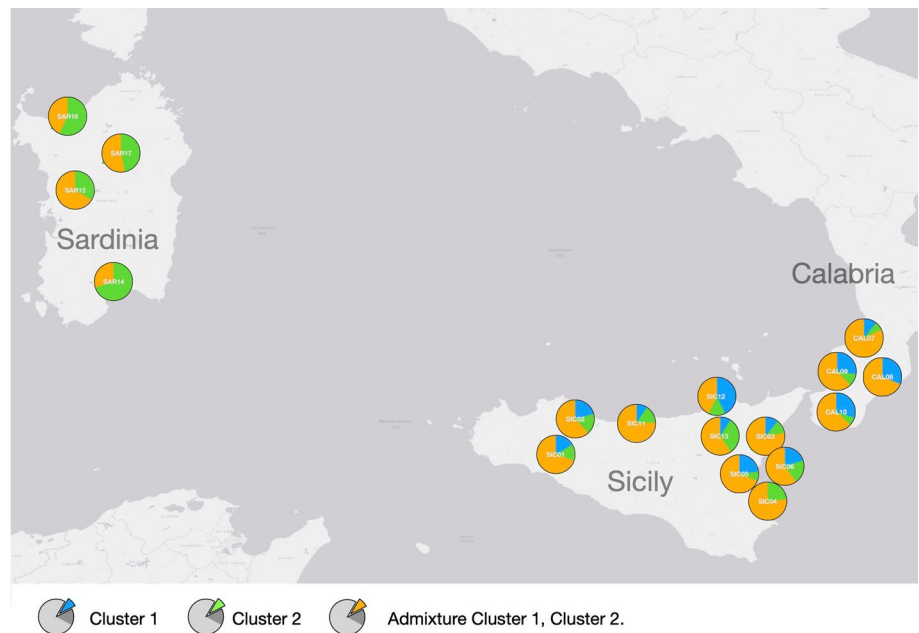 SAR16
SAR17
SAR15
Sardinia
SAR14
Calabria
CAL07
CAL09
CAL08
SIC12
CAL10
SIC02
SIC11
SIC13
SIC03
SIC01
SIC06
SIC05
Sicily
SIC04
Cluster 1
Cluster 2
Admixture Cluster 1, Cluster 2.